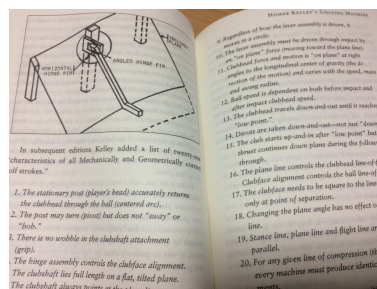 INCLINED
PLANE
HORIZONTAL
HINGE PIN
ANGLED HINGE PIN
In subsequent editions Kelley added a list of twenty-
characteristics of all Mechanically and Geometrically correct
olf strokes."
1. The stationary post (player's head) accurately returns
the clubhead through the ball (centered arc).
2. The post may turn (pivot) but does not "sway" or
"bob."
3. There is no wobble in the clubshaft attachment
(grip).
The hinge assembly controls the clubface alignment.
The clubshaft lies full length on a flat, tilted plane.
The clubshaft always points at the
HOMER KELLEY'S GOLFING MACHINE
9. Regardless of how the lever assembly is driven, it
moves in a circle.
10. The lever assembly must be driven through impact by
an "on plane" force (moving toward the plane line).
11. Clubhead force and motion is "on plane" at right
angles to the longitudinal center of gravity (the di-
rection of the motion) and varies with the speed, mass
and swing radius.
12. Ball speed is dependent on both before impact and
after impact clubhead speed.
13. The clubhead travels down-and-out until it reaches
"low point."
14. Divots are taken down-and-out—not just "down
15. The club starts up-and-in after "low point" but
thrust continues down plane during the follow
through.
16. The plane line controls the clubhead line-of-
Clubface alignment controls the ball line-of
17. The clubface need to be square to the line
only at point of separation.
18. Changing the plane angle has no effect o
line.
19. Stance line, plane line and flight line ar
parallel.
20. For any given line of compression (th
every machine must produce identic